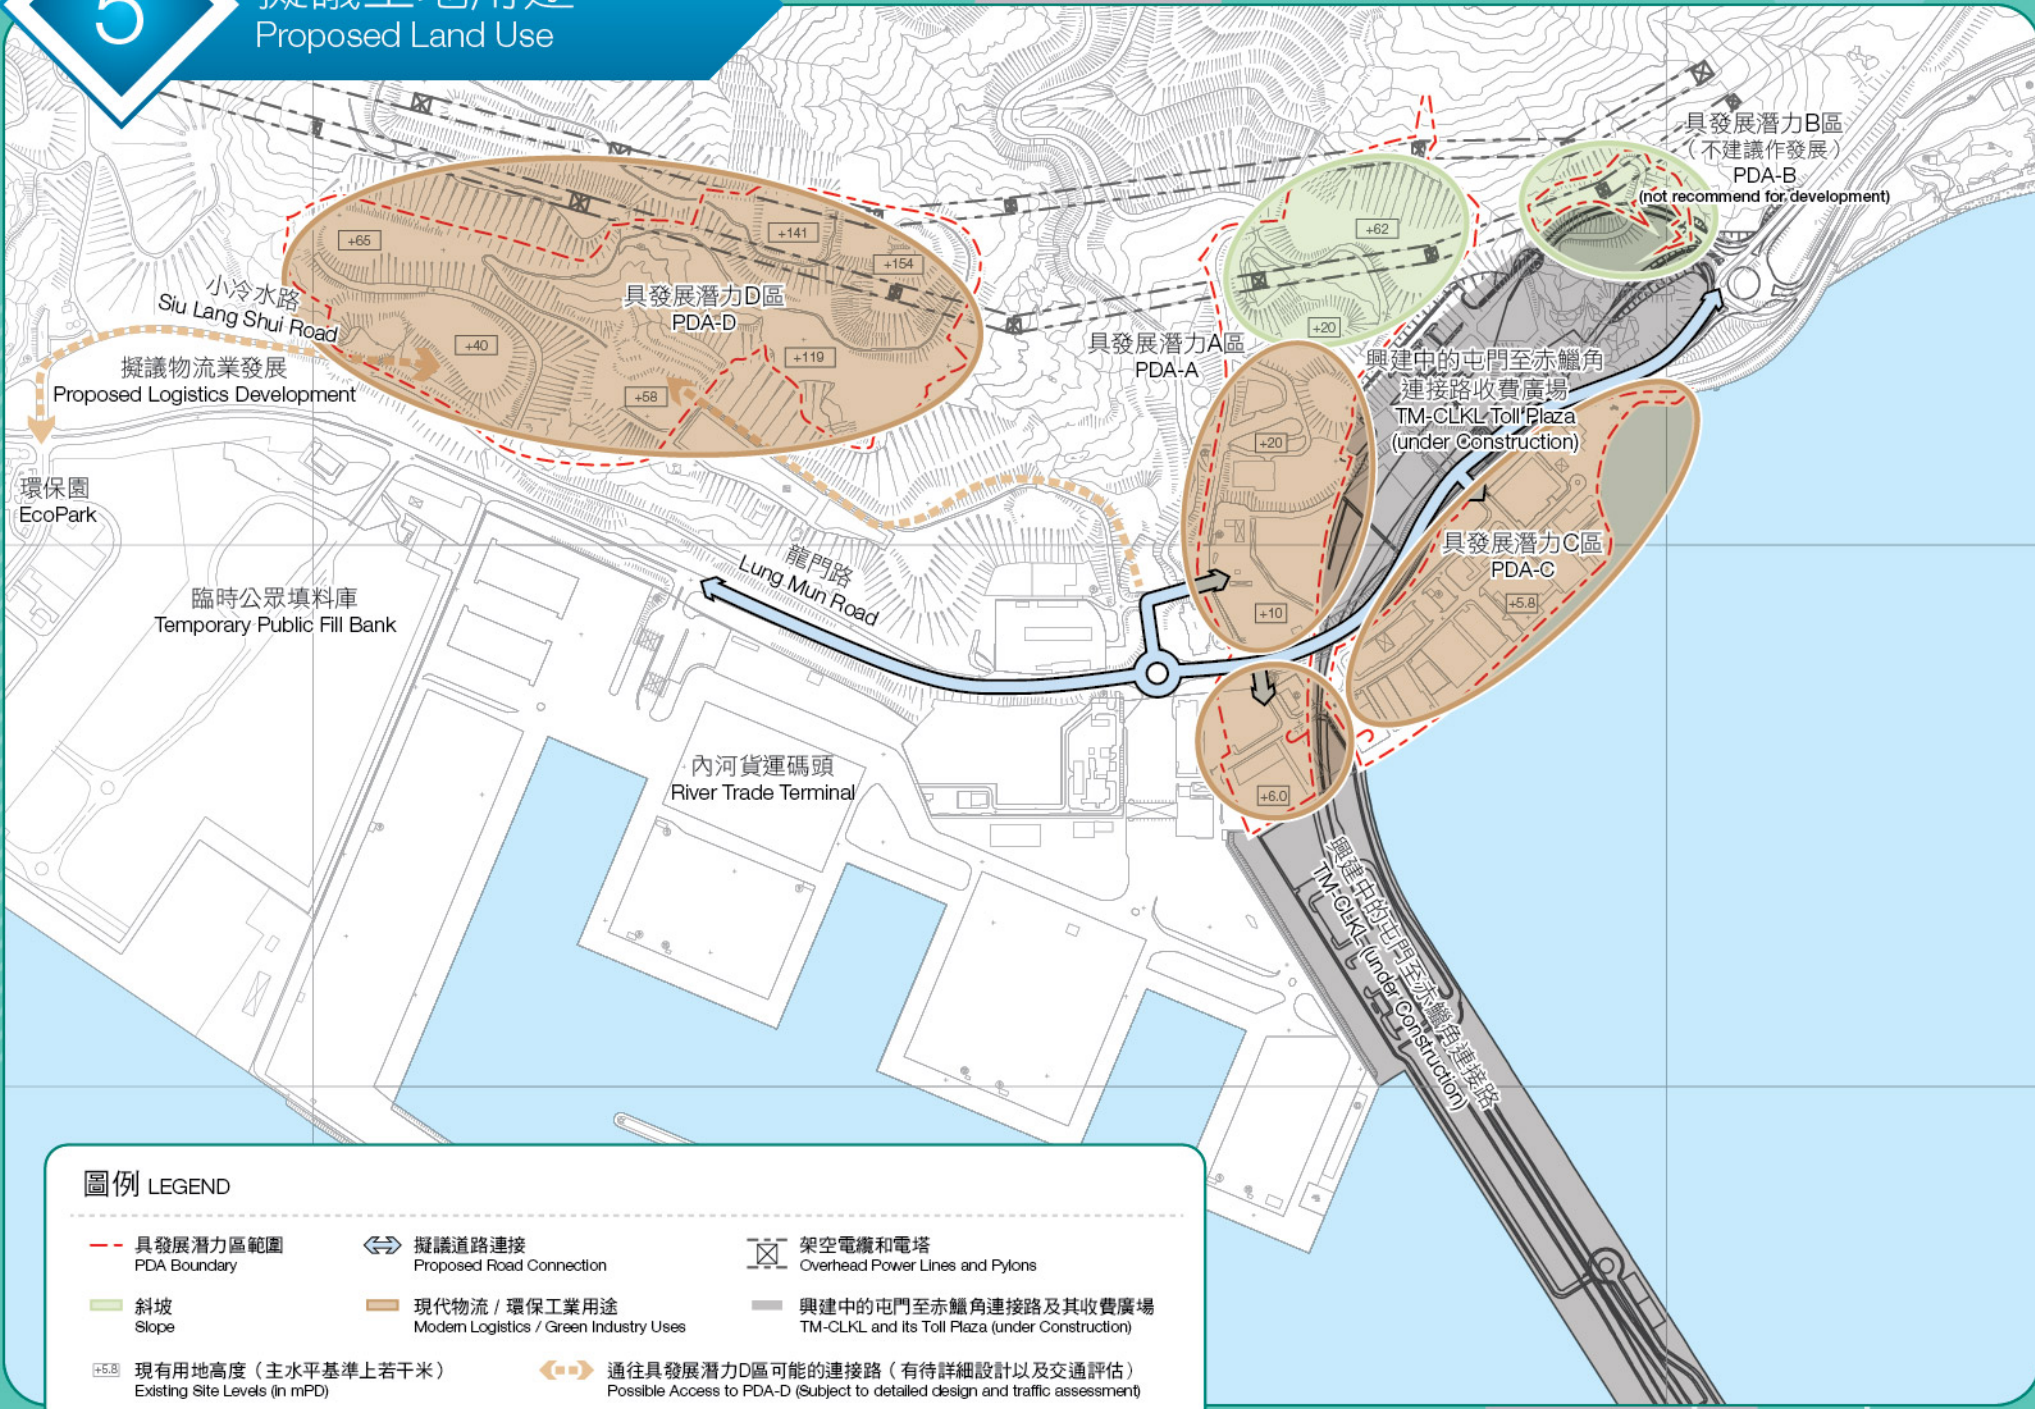 5
擬議土地用途
Proposed Land Use
具發展潛力B區
（不建議作發展）
PDA-B
(not recommend for development)
+62
+141
+65
+154
小冷水路
Siu Lang Shui Road
具發展潛力D區
PDA-D
+20
+40
+119
具發展潛力A區
PDA-A
擬議物流業發展
Proposed Logistics Development
興建中的屯門至赤鱲角
連接路收費廣場
TM-CLKL Toll Plaza
(under Construction)
+58
+20
環保園
EcoPark
龍門路
Lung Mun Road
具發展潛力C區
PDA-C
+5.8
+10
臨時公眾填料庫
Temporary Public Fill Bank
內河貨運碼頭
River Trade Terminal
+6.0
興建中的屯門至赤鱲角連接路
TM-CLKL (under Construction)
圖例 LEGEND
具發展潛力區範圍
PDA Boundary
擬議道路連接
Proposed Road Connection
架空電纜和電塔
Overhead Power Lines and Pylons
斜坡
Slope
現代物流 / 環保工業用途
Modern Logistics / Green Industry Uses
興建中的屯門至赤鱲角連接路及其收費廣場
TM-CLKL and its Toll Plaza (under Construction)
+5.8
現有用地高度（主水平基準上若干米）
Existing Site Levels (in mPD)
通往具發展潛力D區可能的連接路（有待詳細設計以及交通評估）
Possible Access to PDA-D (Subject to detailed design and traffic assessment)